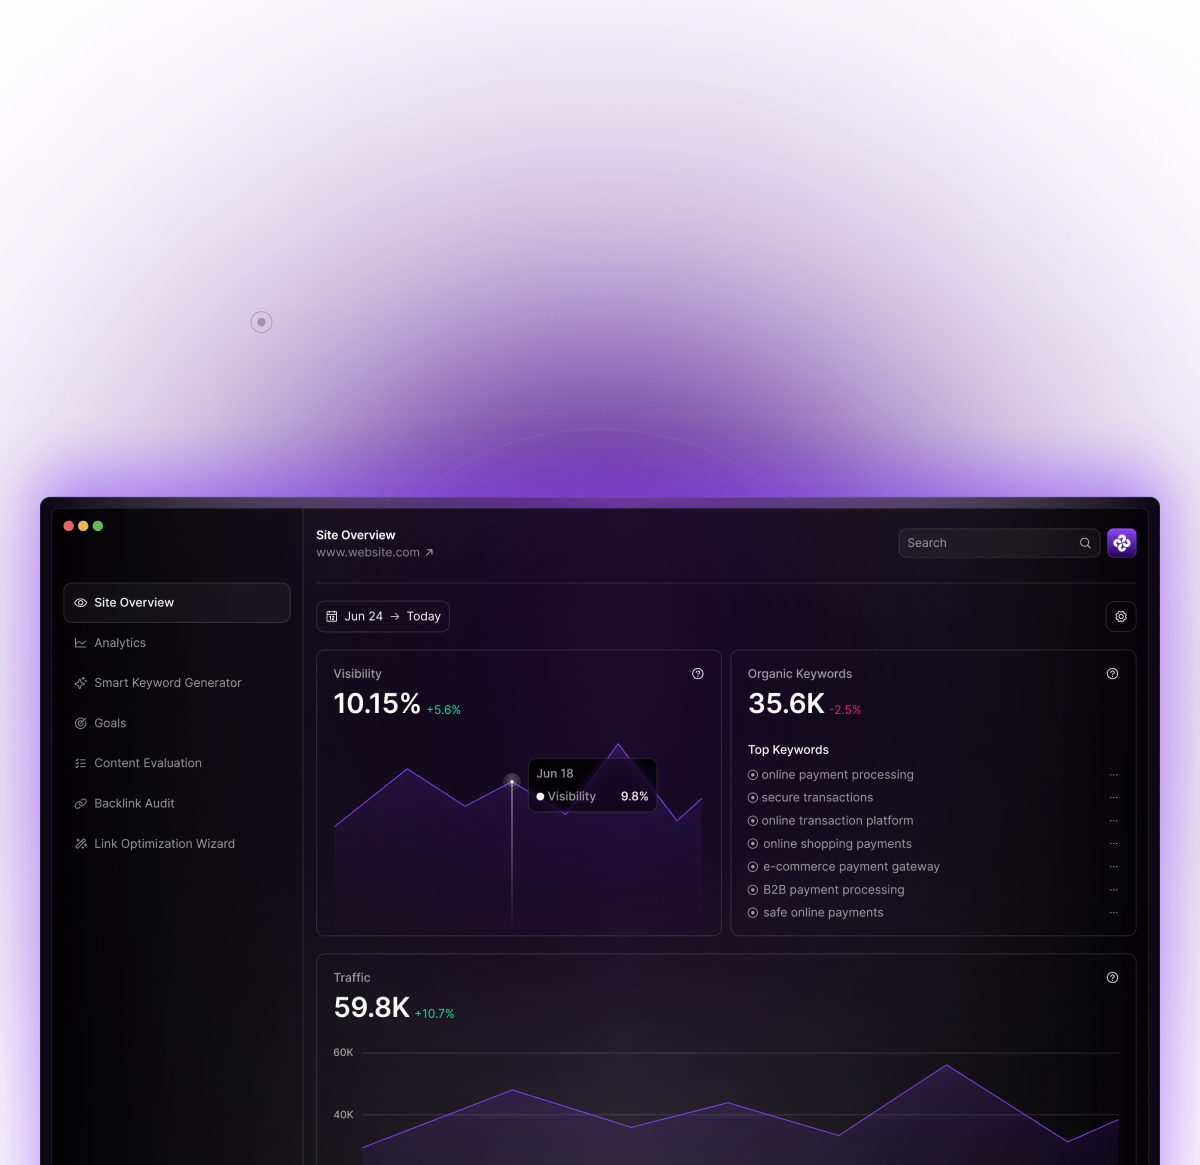 Site Overview
www.website.com
Search
Site Overview
Analytics
Smart Keyword Generator
Goals
Content Evaluation
Backlink Audit
Link Optimization Wizard
12
Jun 24 → Today
Visibility
10.15% +5.6%
Jun 18
Visibility 9.8%
Organic Keywords
35.6K -2.5%
Top Keywords
online payment processing
secure transactions
online transaction platform
online shopping payments
e-commerce payment gateway
B2B payment processing
safe online payments
Traffic
59.8K +10.7%
60K
40K